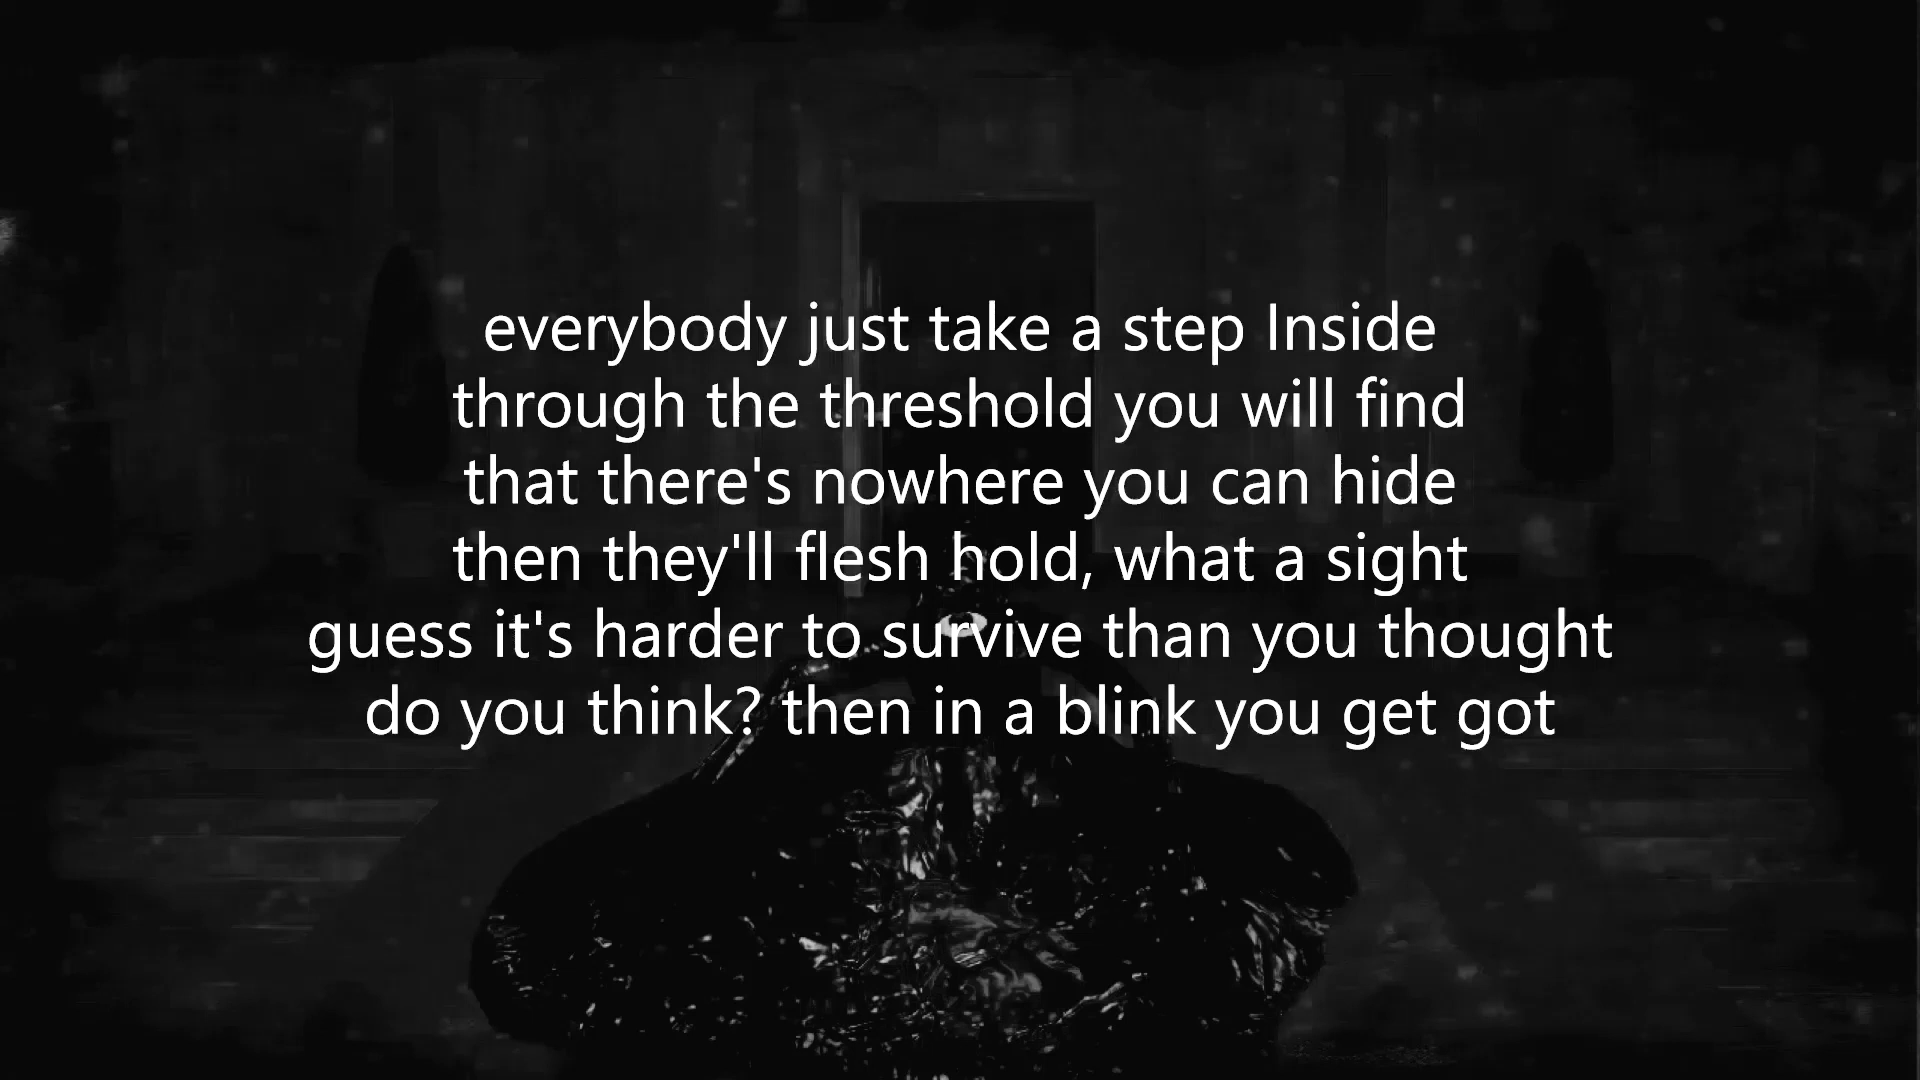 everybody just take a step Inside
through the threshold you will find
that there's nowhere you can hide
then they'll flesh hold, what a sight
guess it's harder to survive than you thought
do you think? then in a blink you get got